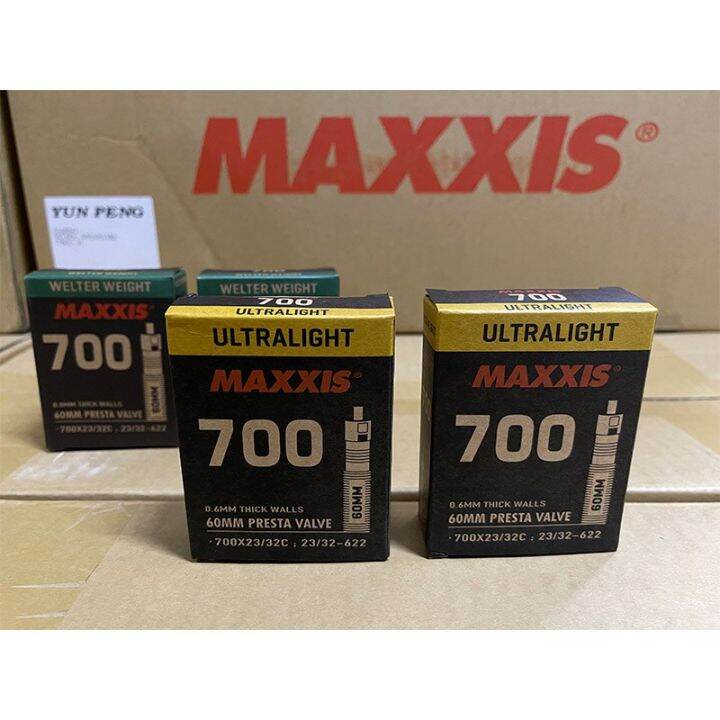 MAXXIS®
YUN PENG
WELTER WEIGHT
MAXXIS®
700
60MM
0.8MM THICK WALLS
60MM PRESTA VALVE
·700X23/32C ; 23/32-622
700
WELTER WEIGHT
700
ULTRALIGHT
MAXXIS®
700
60MM
0.6MM THICK WALLS
60MM PRESTA VALVE
·700X23/32C ; 23/32-622
700
ULTRALIGHT
MAXXIS®
700
60MM
0.6MM THICK WALLS
60MM PRESTA VALVE
·700X23/32C ; 23/32-622